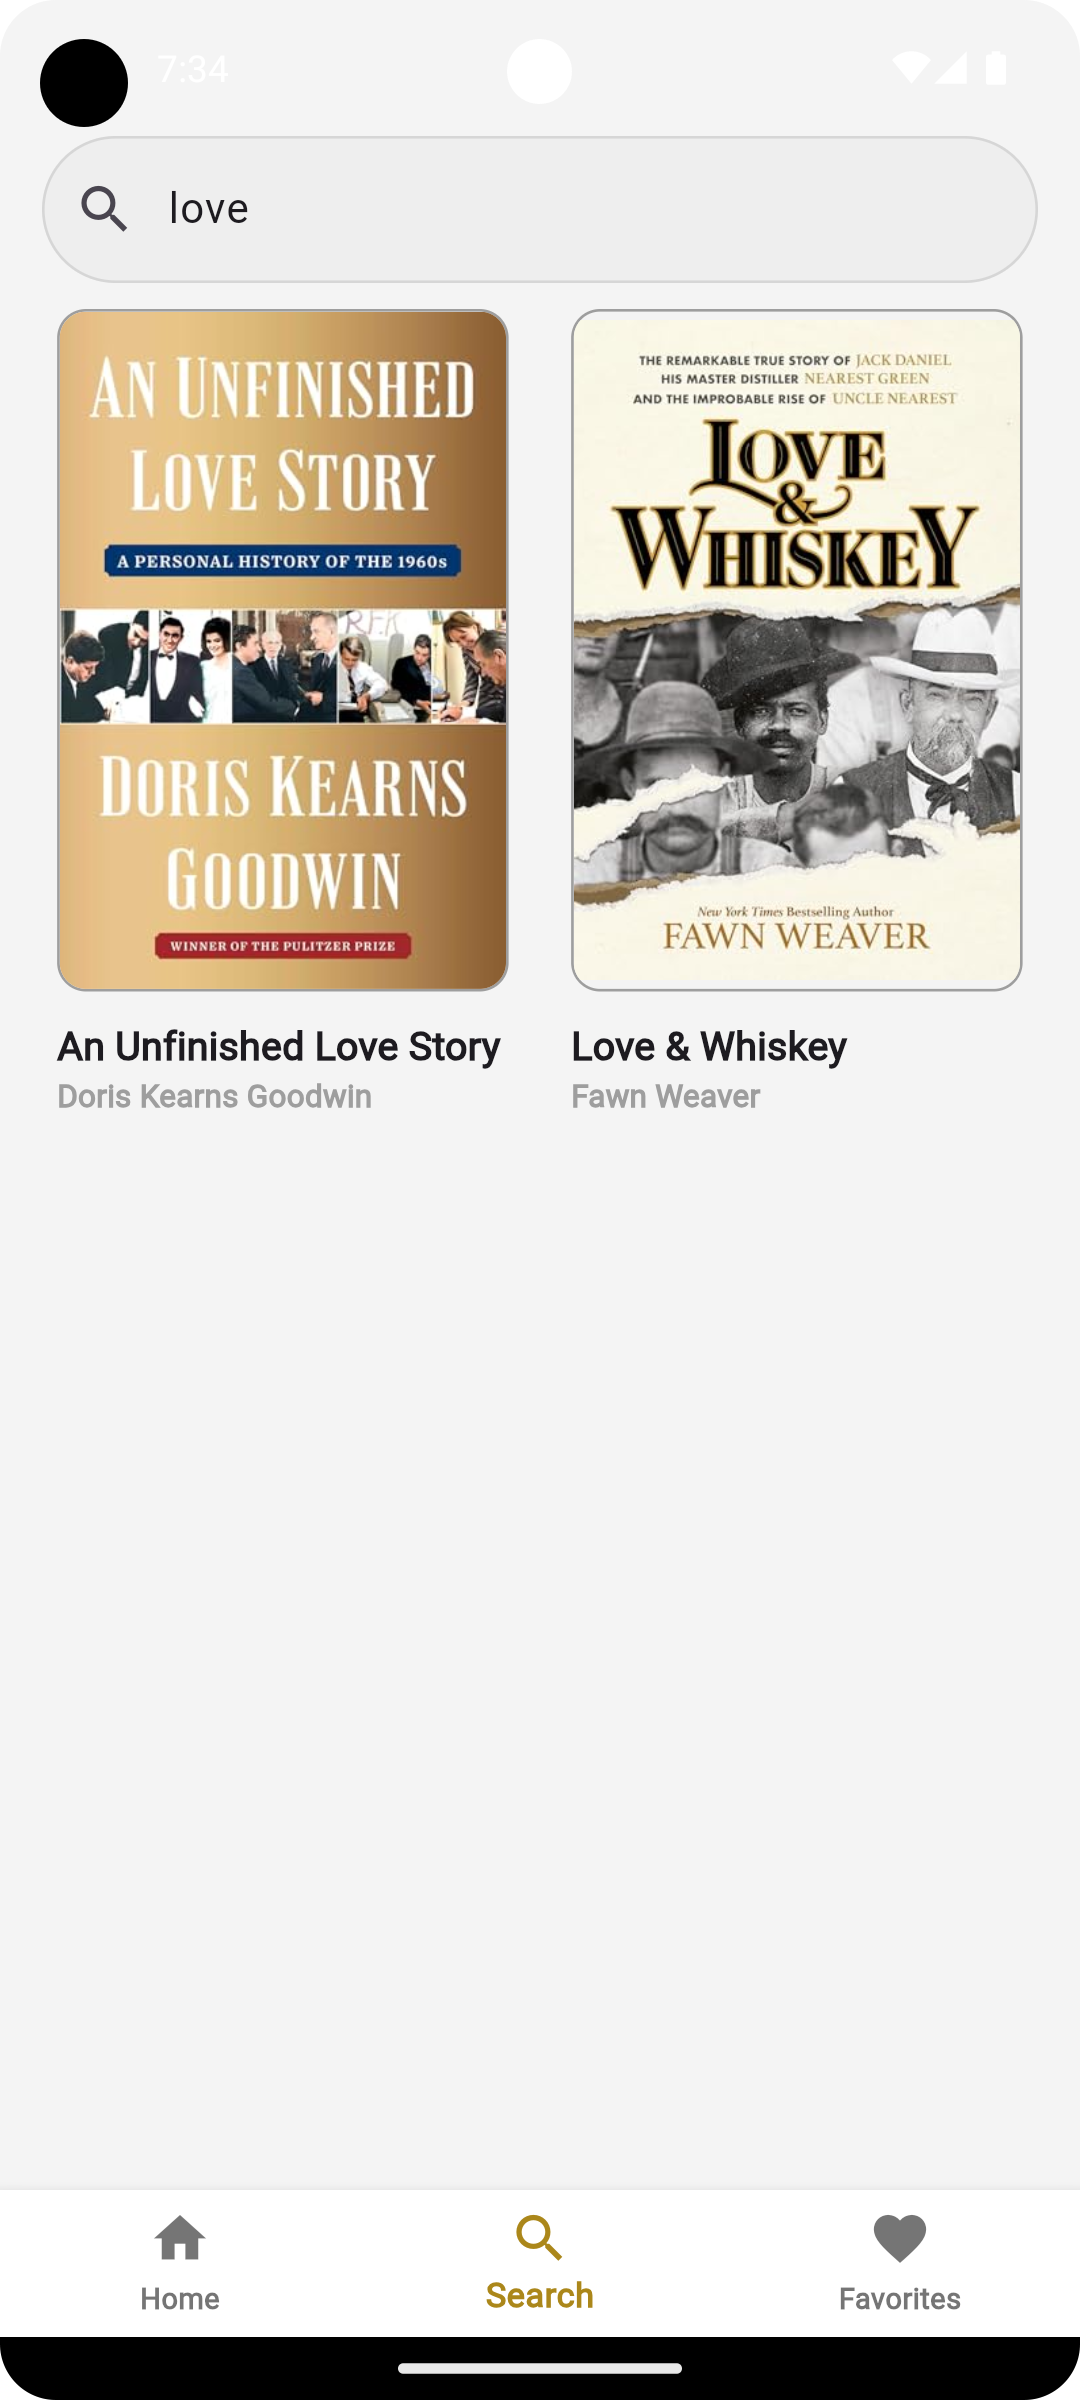 7:34
love
AN UNFINISHED
LOVE STORY
A PERSONAL HISTORY OF THE 1960s
RFK
DORIS KEARNS
GOODWIN
WINNER OF THE PULITZER PRIZE
An Unfinished Love Story
Doris Kearns Goodwin
THE REMARKABLE TRUE STORY OF JACK DANIEL
HIS MASTER DISTILLER NEAREST GREEN
AND THE IMPROBABLE RISE OF UNCLE NEAREST
LOVE
&
WHISKEY
New York Times Bestselling Author
FAWN WEAVER
Love & Whiskey
Fawn Weaver
Home
Search
Favorites